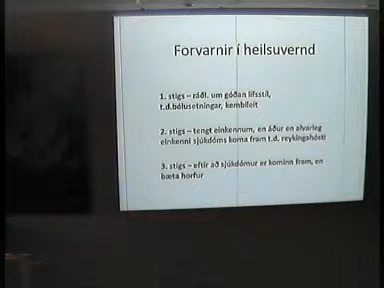 Forvarnir í heilsuvernd
1. stigs – ráðl. um góðan lífsstíl,
t.d.bólusetningar, kembileit
2. stigs – tengt einkennum, en áður en alvarleg
einkenni sjúkdóms koma fram t.d. reykingahósti
3. stigs – eftir að sjúkdómur er kominn fram, en
bæta horfur